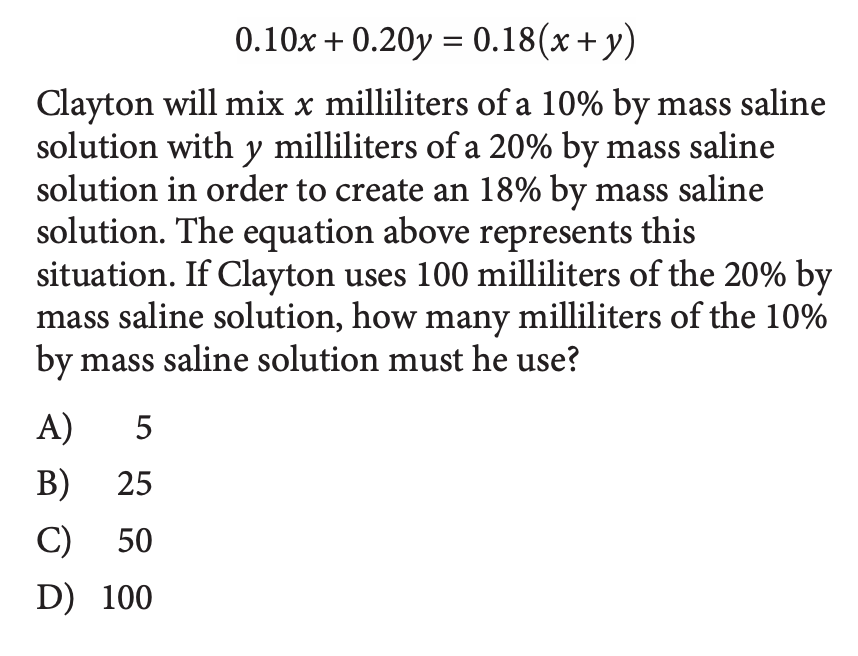 0.10x + 0.20y = 0.18(x + y)
Clayton will mix x milliliters of a 10% by mass saline
solution with y milliliters of a 20% by mass saline
solution in order to create an 18% by mass saline
solution. The equation above represents this
situation. If Clayton uses 100 milliliters of the 20% by
mass saline solution, how many milliliters of the 10%
by mass saline solution must he use?
A) 5
B) 25
C) 50
D) 100